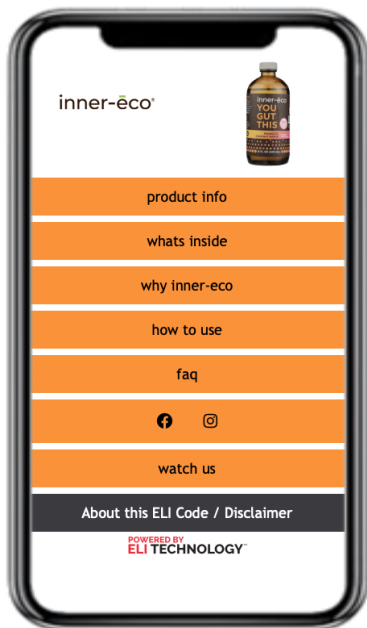 inner-ēco®
inner-ēco
YOU
GUT
THIS
product info
whats inside
why inner-eco
how to use
faq
watch us
About this ELI Code / Disclaimer
POWERED BY
ELI TECHNOLOGY™